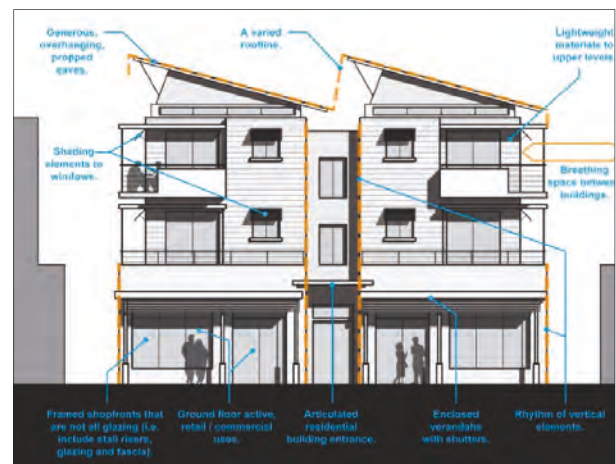 Generous,
overhanging,
propped
eaves.
A varied
roofline.
Lightweight
materials to
upper levels
Shading
elements to
windows.
Breathing
space between
buildings.
Framed shopfronts that
are not all glazing (i.e.
include stall risers,
glazing and fascia)
Ground floor active,
retail / commercial
uses.
Articulated
residential
building entrance.
Enclosed
verandahs
with shutters.
Rhythm of vertical
elements.